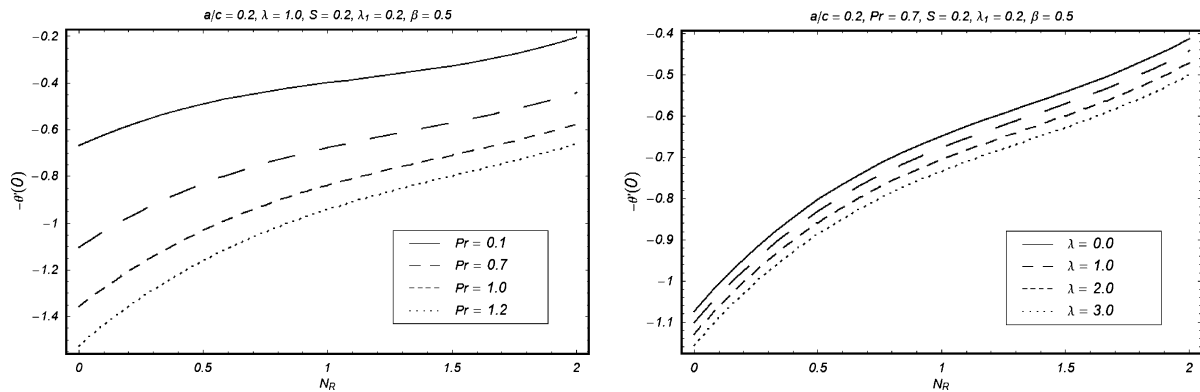 a/c = 0.2, λ = 1.0, S = 0.2, λ₁ = 0.2, β = 0.5
-0.2
-0.4
-0.6
-0.8
-1
-1.2
-1.4
-θ'(0)
0
0.5
1
1.5
2
N_R
Pr = 0.1
Pr = 0.7
Pr = 1.0
Pr = 1.2
a/c = 0.2, Pr = 0.7, S = 0.2, λ₁ = 0.2, β = 0.5
-0.4
-0.5
-0.6
-0.7
-0.8
-0.9
-1
-1.1
-θ'(0)
0
0.5
1
1.5
2
N_R
λ = 0.0
λ = 1.0
λ = 2.0
λ = 3.0